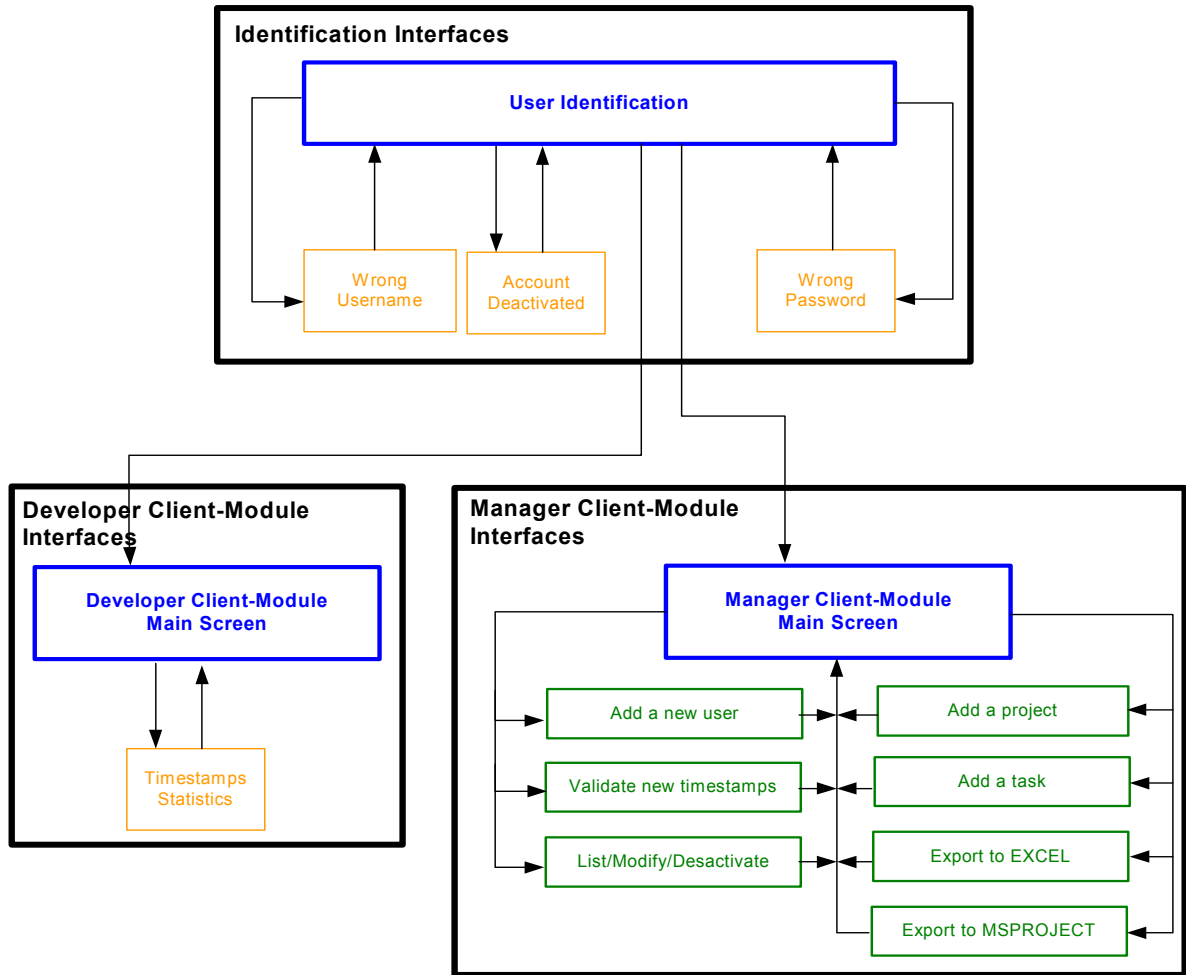 Identification Interfaces
User Identification
Wrong
Username
Account
Deactivated
Wrong
Password
Developer Client-Module
Interfaces
Developer Client-Module
Main Screen
Timestamps
Statistics
Manager Client-Module
Interfaces
Manager Client-Module
Main Screen
Add a new user
Add a project
Validate new timestamps
Add a task
List/Modify/Desactivate
Export to EXCEL
Export to MSPROJECT